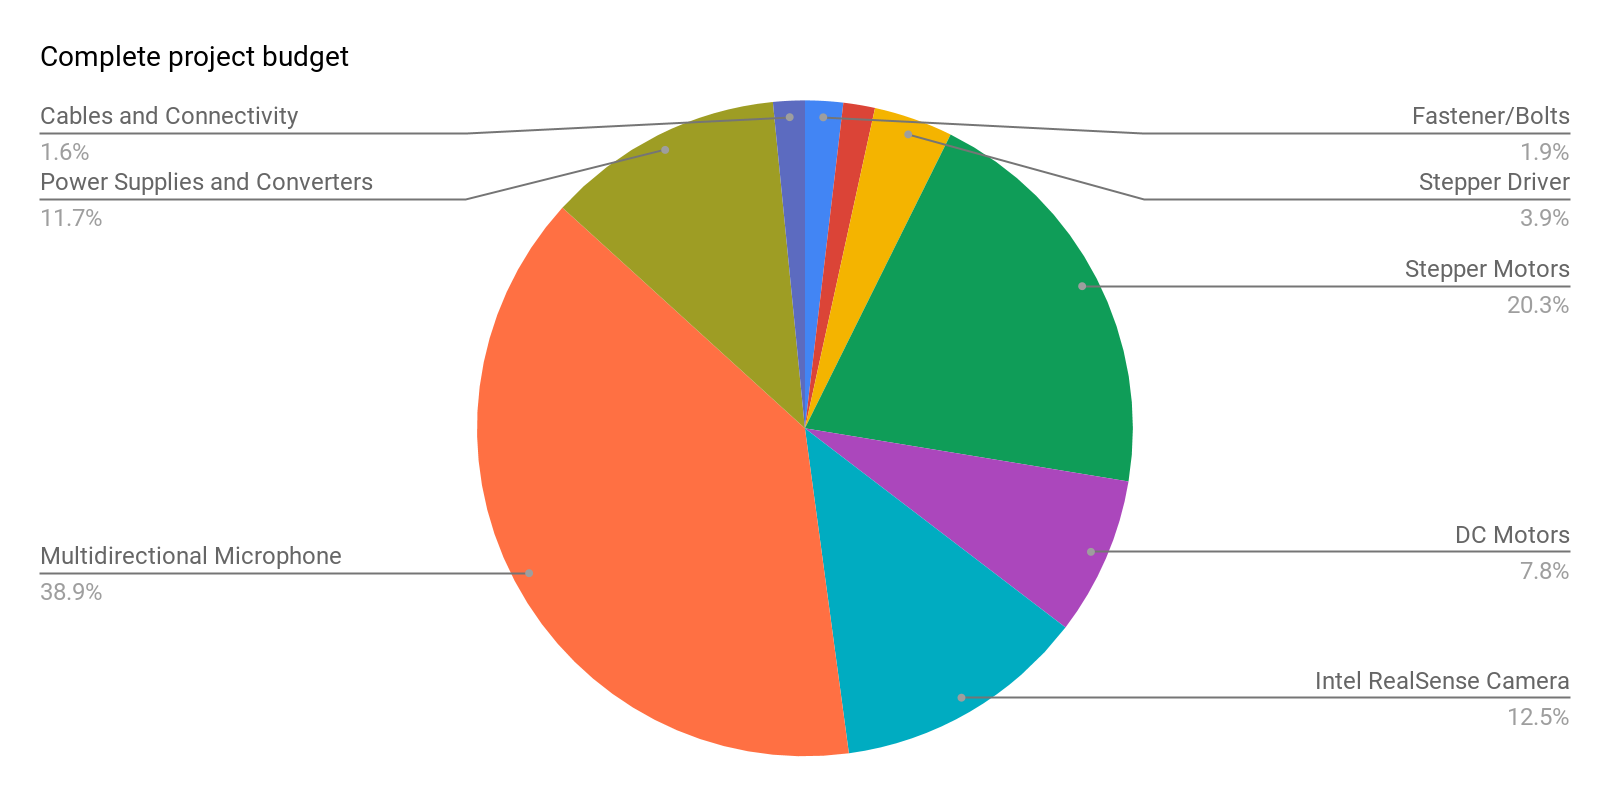 Complete project budget
Cables and Connectivity
1.6%
Power Supplies and Converters
11.7%
Multidirectional Microphone
38.9%
Fastener/Bolts
1.9%
Stepper Driver
3.9%
Stepper Motors
20.3%
DC Motors
7.8%
Intel RealSense Camera
12.5%